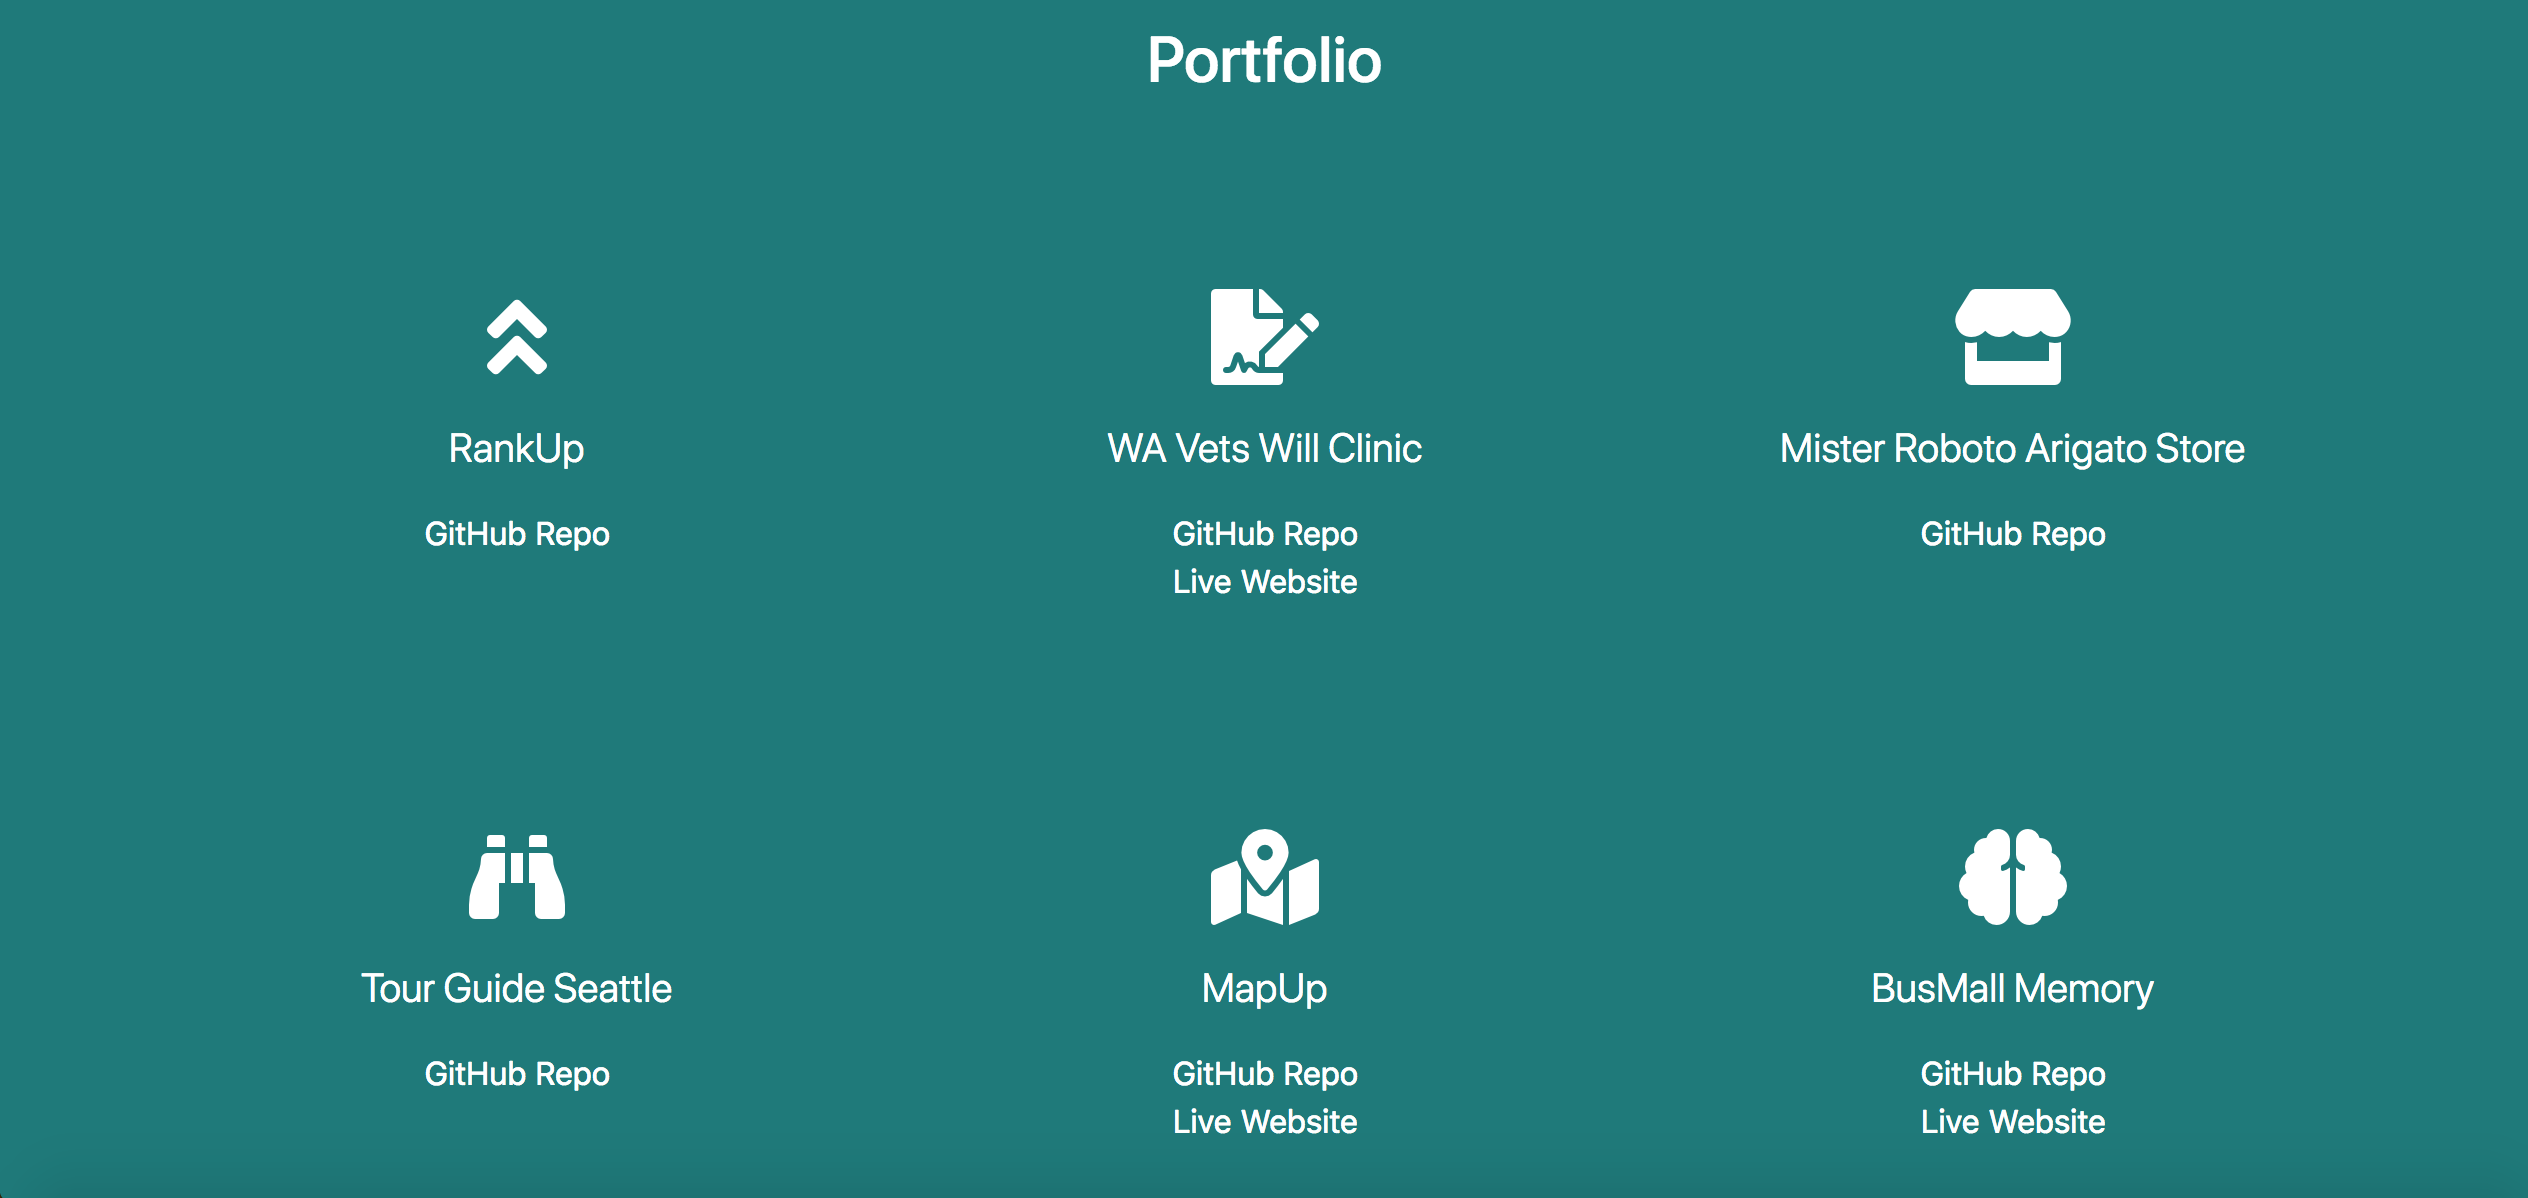 Portfolio
RankUp
GitHub Repo
WA Vets Will Clinic
GitHub Repo
Live Website
Mister Roboto Arigato Store
GitHub Repo
Tour Guide Seattle
GitHub Repo
MapUp
GitHub Repo
Live Website
BusMall Memory
GitHub Repo
Live Website